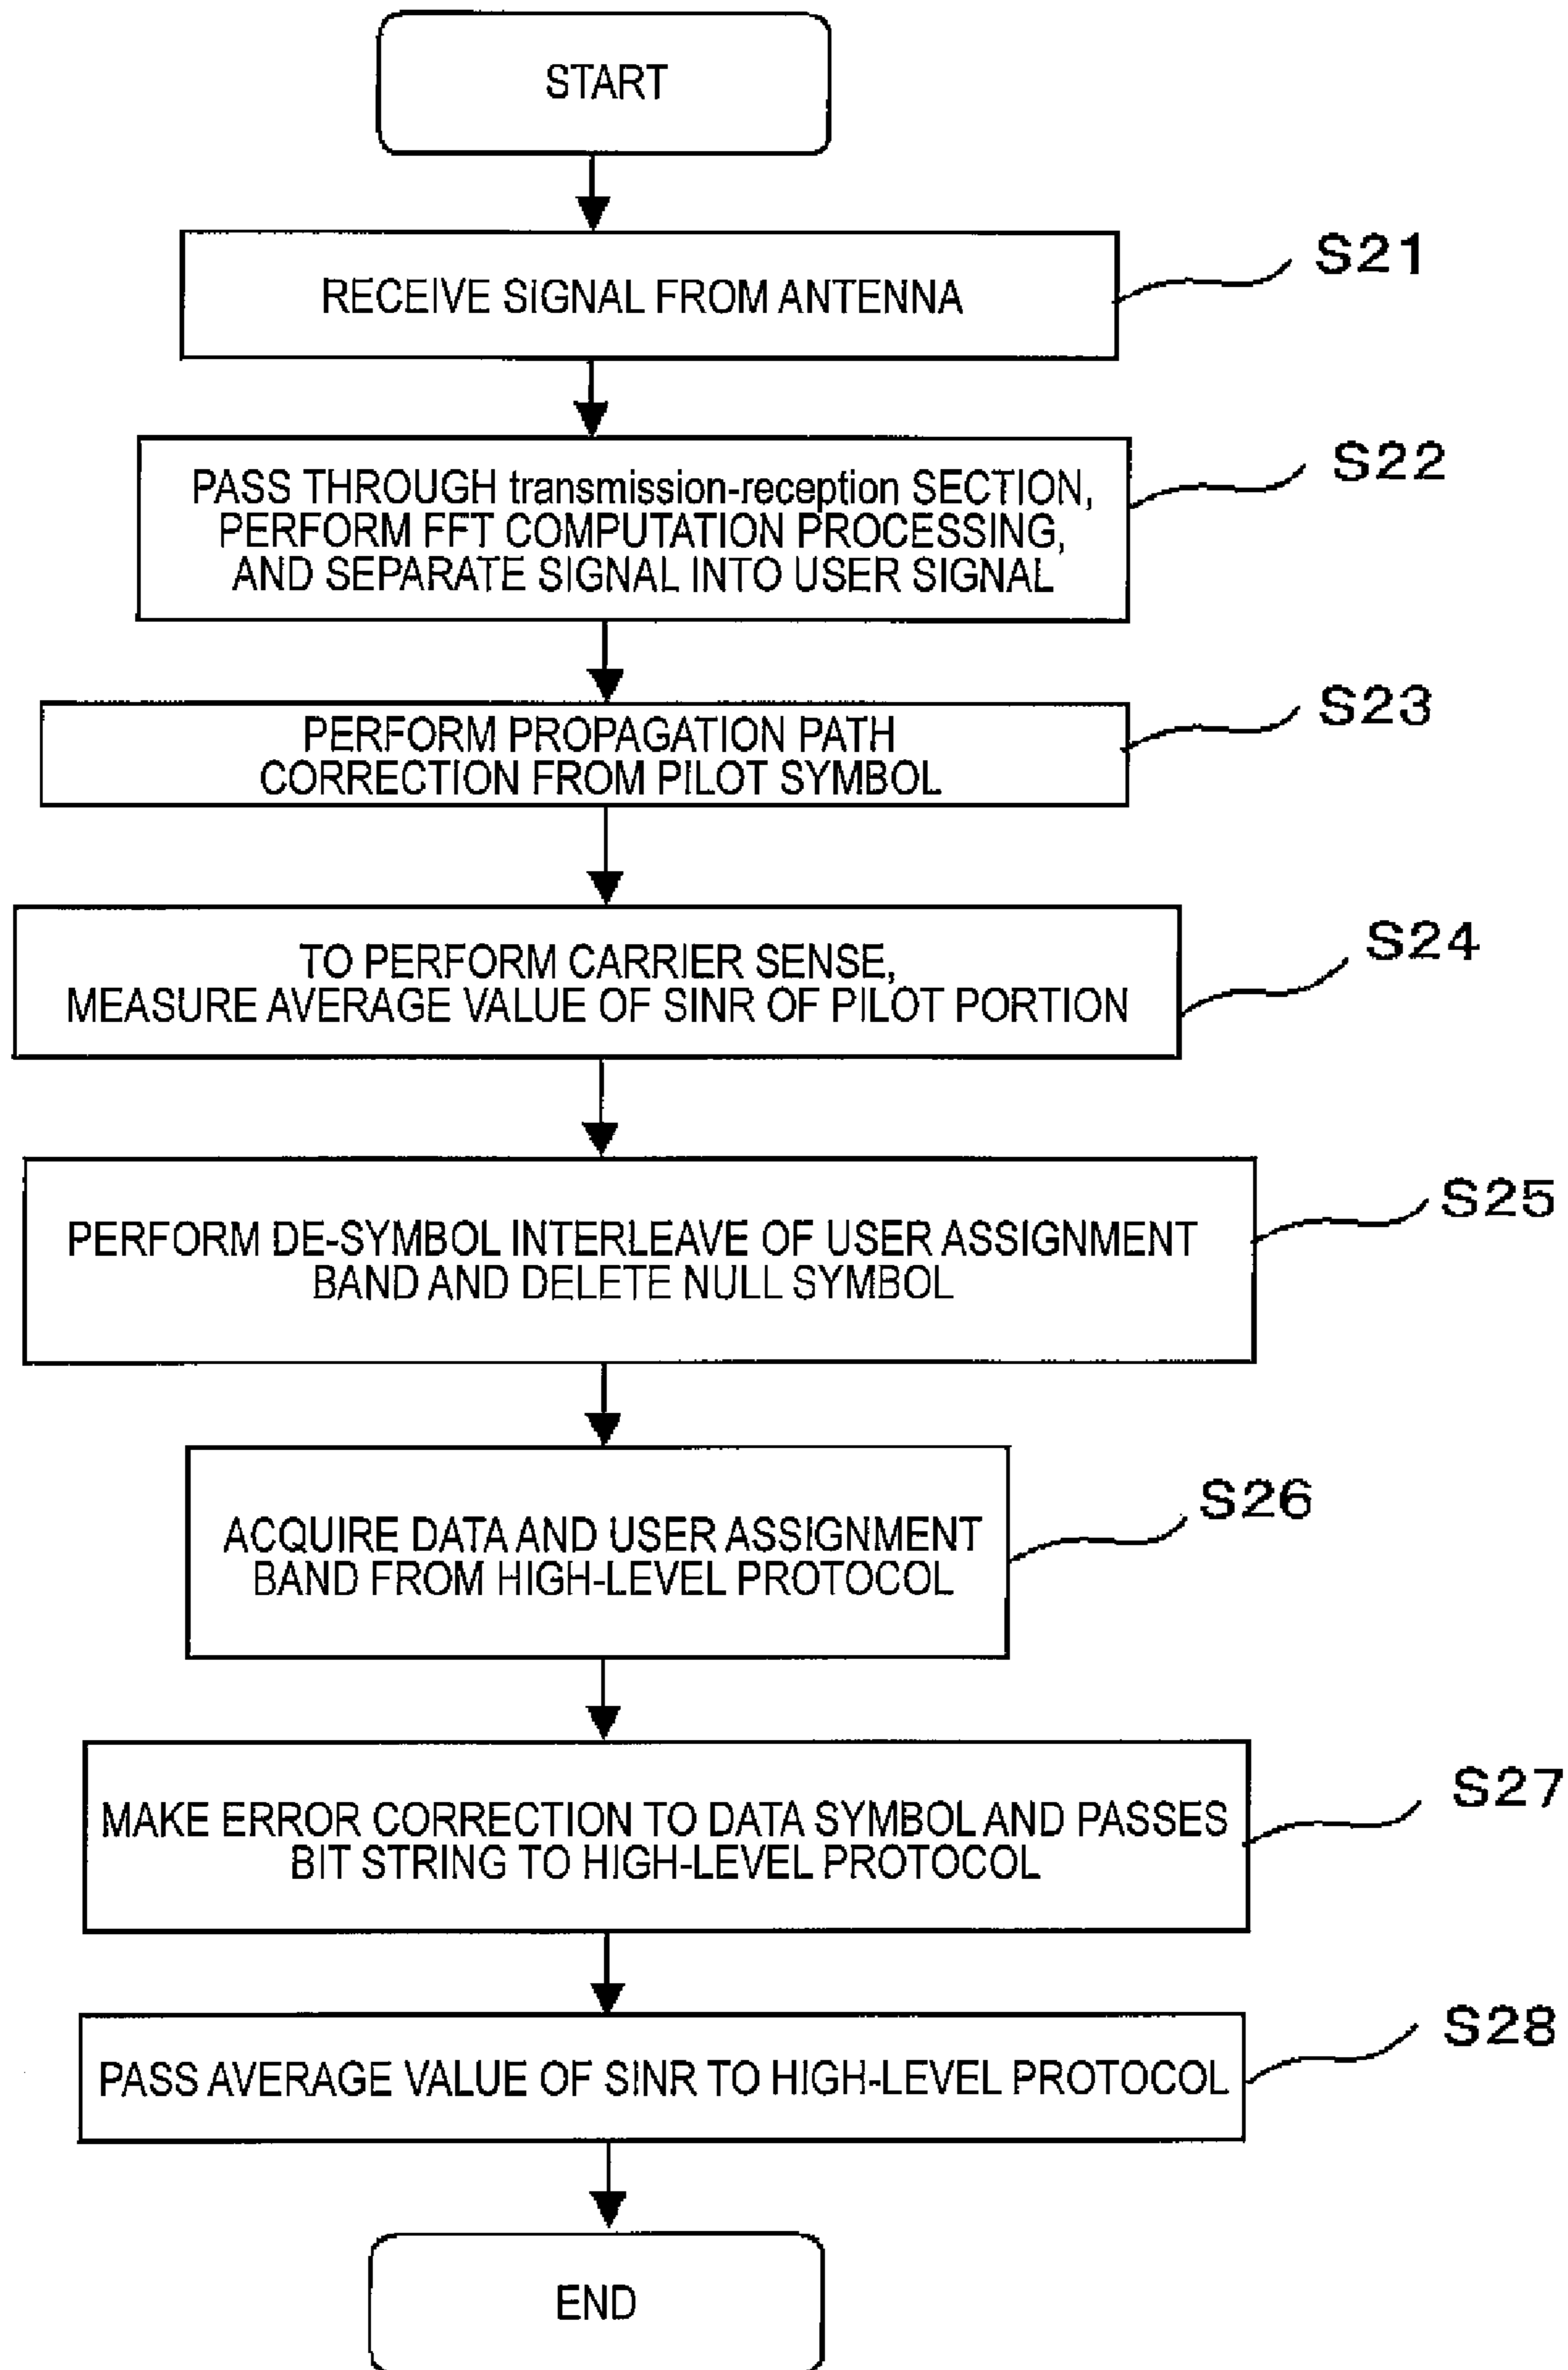 START
RECEIVE SIGNAL FROM ANTENNA
S21
PASS THROUGH transmission-reception SECTION,
PERFORM FFT COMPUTATION PROCESSING,
AND SEPARATE SIGNAL INTO USER SIGNAL
S22
PERFORM PROPAGATION PATH
CORRECTION FROM PILOT SYMBOL
S23
TO PERFORM CARRIER SENSE,
MEASURE AVERAGE VALUE OF SINR OF PILOT PORTION
S24
PERFORM DE-SYMBOL INTERLEAVE OF USER ASSIGNMENT
BAND AND DELETE NULL SYMBOL
S25
ACQUIRE DATA AND USER ASSIGNMENT
BAND FROM HIGH-LEVEL PROTOCOL
S26
MAKE ERROR CORRECTION TO DATA SYMBOL AND PASSES
BIT STRING TO HIGH-LEVEL PROTOCOL
S27
PASS AVERAGE VALUE OF SINR TO HIGH-LEVEL PROTOCOL
S28
END